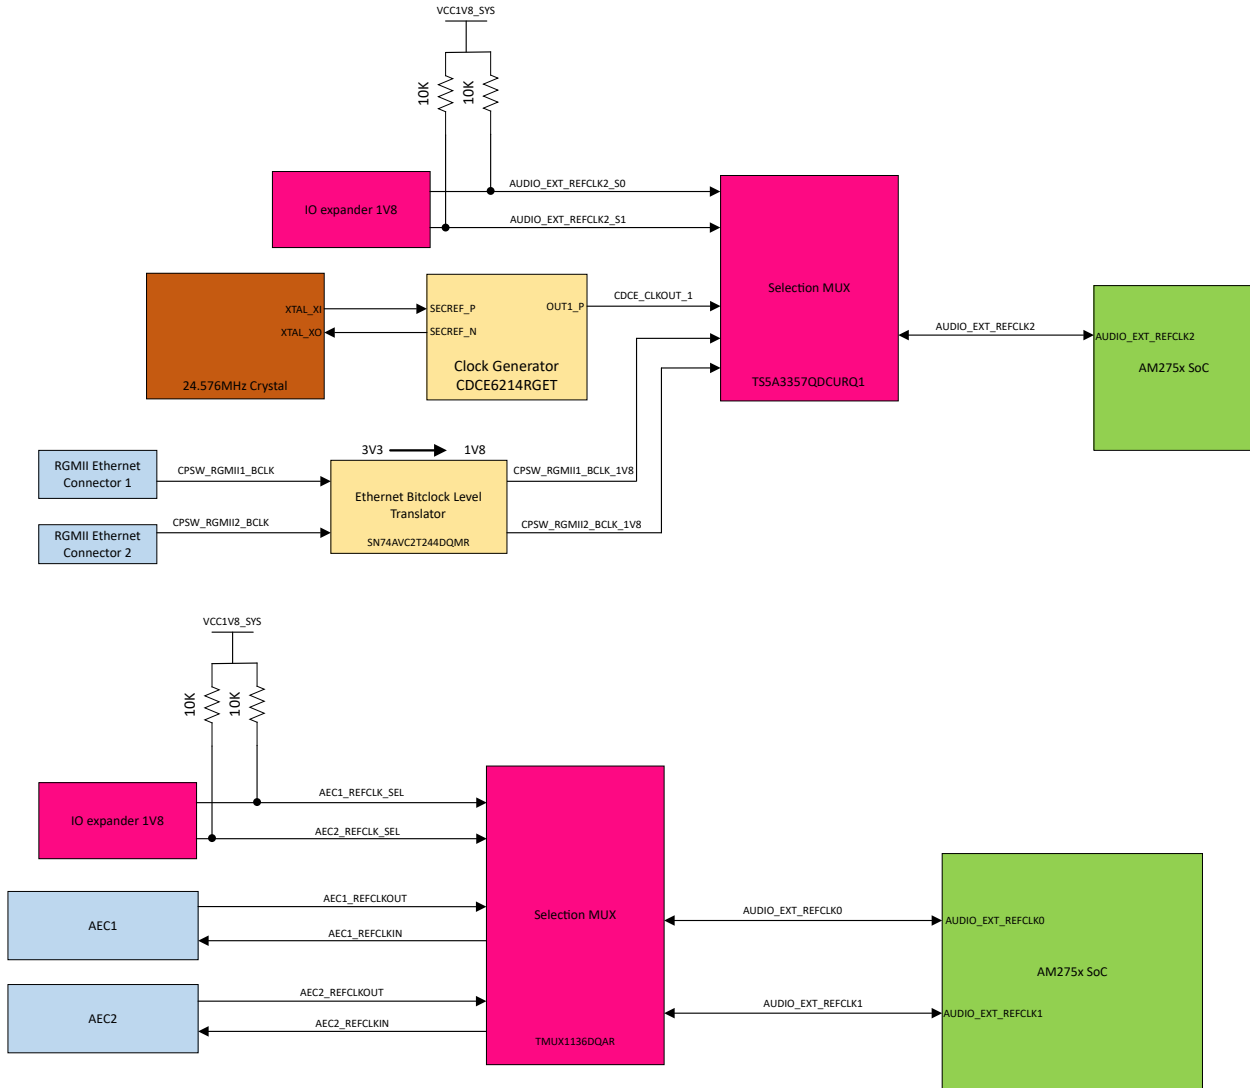 VCC1V8_SYS
10K
10K
IO expander 1V8
AUDIO_EXT_REFCLK2_S0
AUDIO_EXT_REFCLK2_S1
XTAL_XI
XTAL_XO
24.576MHz Crystal
SECREF_P
SECREF_N
OUT1_P
Clock Generator
CDCE6214RGET
CDCE_CLKOUT_1
Selection MUX
TS5A3357QDCURQ1
AUDIO_EXT_REFCLK2
AUDIO_EXT_REFCLK2
AM275x SoC
3V3
1V8
RGMII Ethernet
Connector 1
CPSW_RGMII1_BCLK
RGMII Ethernet
Connector 2
CPSW_RGMII2_BCLK
Ethernet Bitclock Level
Translator
SN74AVC2T244DQMR
CPSW_RGMII1_BCLK_1V8
CPSW_RGMII2_BCLK_1V8
VCC1V8_SYS
10K
10K
IO expander 1V8
AEC1_REFCLK_SEL
AEC2_REFCLK_SEL
AEC1
AEC1_REFCLKOUT
AEC1_REFCLKIN
AEC2
AEC2_REFCLKOUT
AEC2_REFCLKIN
Selection MUX
TMUX1136DQAR
AUDIO_EXT_REFCLK0
AUDIO_EXT_REFCLK1
AUDIO_EXT_REFCLK0
AM275x SoC
AUDIO_EXT_REFCLK1